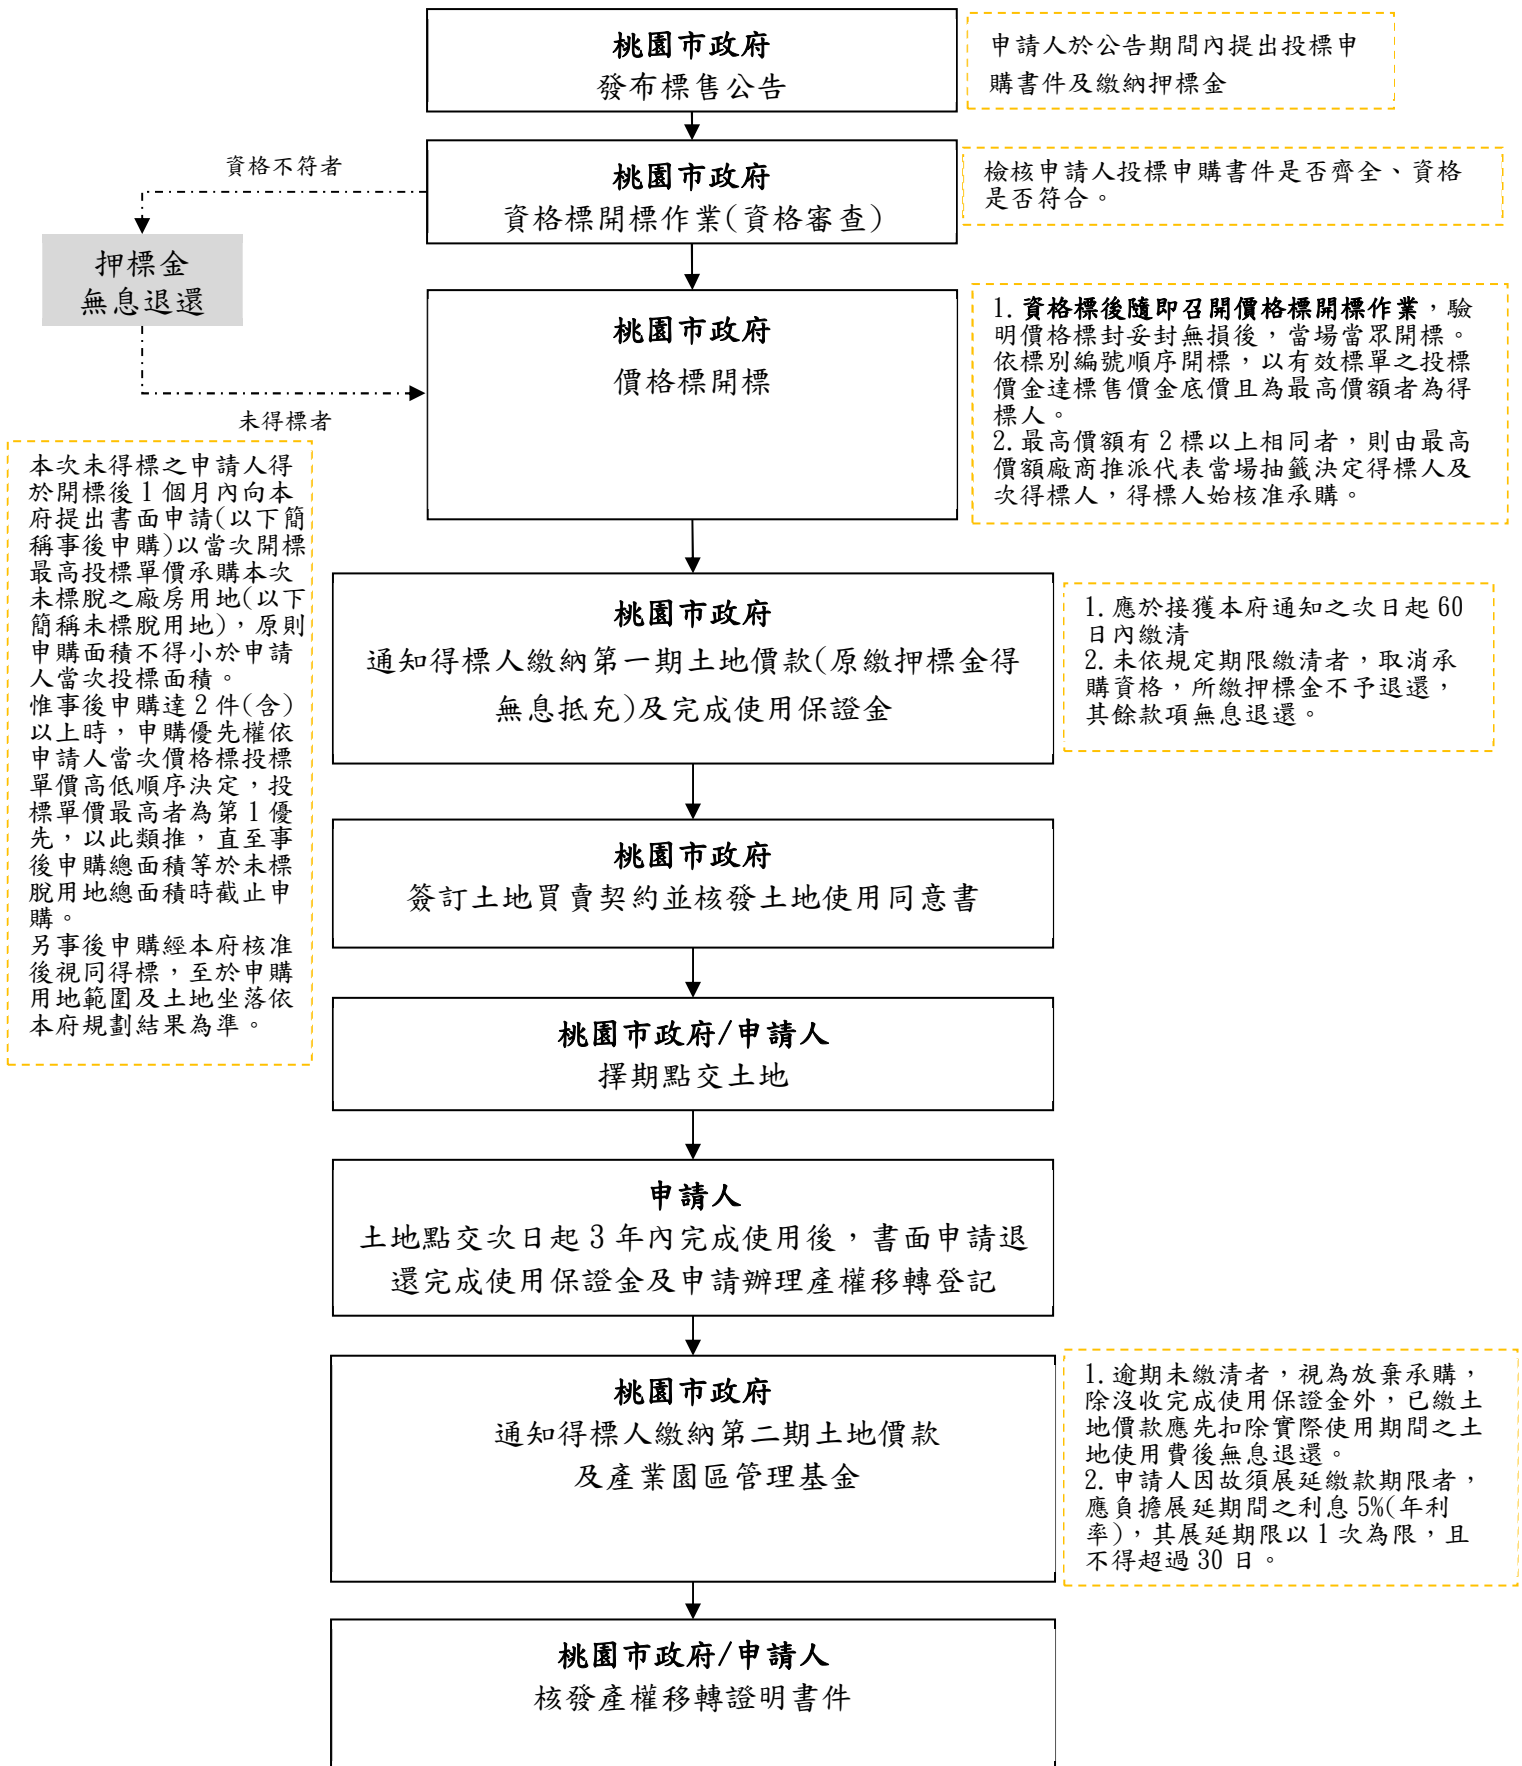 桃園市政府
發布標售公告
申請人於公告期間內提出投標申
購書件及繳納押標金
資格不符者
桃園市政府
資格標開標作業(資格審查)
檢核申請人投標申購書件是否齊全、資格
是否符合。
押標金
無息退還
桃園市政府
價格標開標
1. 資格標後隨即召開價格標開標作業，驗
明價格標封妥封無損後，當場當眾開標。
依標別編號順序開標，以有效標單之投標
價金達標售價金底價且為最高價額者為得
標人。
2. 最高價額有 2 標以上相同者，則由最高
價額廠商推派代表當場抽籤決定得標人及
次得標人，得標人始核准承購。
未得標者
本次未得標之申請人得
於開標後 1 個月內向本
府提出書面申請(以下簡
稱事後申購)以當次開標
最高投標單價承購本次
未標脫之廠房用地(以下
簡稱未標脫用地)，原則
申購面積不得小於申請
人當次投標面積。
惟事後申購達 2 件(含)
以上時，申購優先權依
申請人當次價格標投標
單價高低順序決定，投
標單價最高者為第 1 優
先，以此類推，直至事
後申購總面積等於未標
脫用地總面積時截止申
購。
另事後申購經本府核准
後視同得標，至於申購
用地範圍及土地坐落依
本府規劃結果為準。
桃園市政府
通知得標人繳納第一期土地價款(原繳押標金得
無息抵充)及完成使用保證金
1. 應於接獲本府通知之次日起 60
日內繳清
2. 未依規定期限繳清者，取消承
購資格，所繳押標金不予退還，
其餘款項無息退還。
桃園市政府
簽訂土地買賣契約並核發土地使用同意書
桃園市政府/申請人
擇期點交土地
申請人
土地點交次日起 3 年內完成使用後，書面申請退
還完成使用保證金及申請辦理產權移轉登記
桃園市政府
通知得標人繳納第二期土地價款
及產業園區管理基金
1. 逾期未繳清者，視為放棄承購，
除沒收完成使用保證金外，已繳土
地價款應先扣除實際使用期間之土
地使用費後無息退還。
2. 申請人因故須展延繳款期限者，
應負擔展延期間之利息 5%(年利
率)，其展延期限以 1 次為限，且
不得超過 30 日。
桃園市政府/申請人
核發產權移轉證明書件